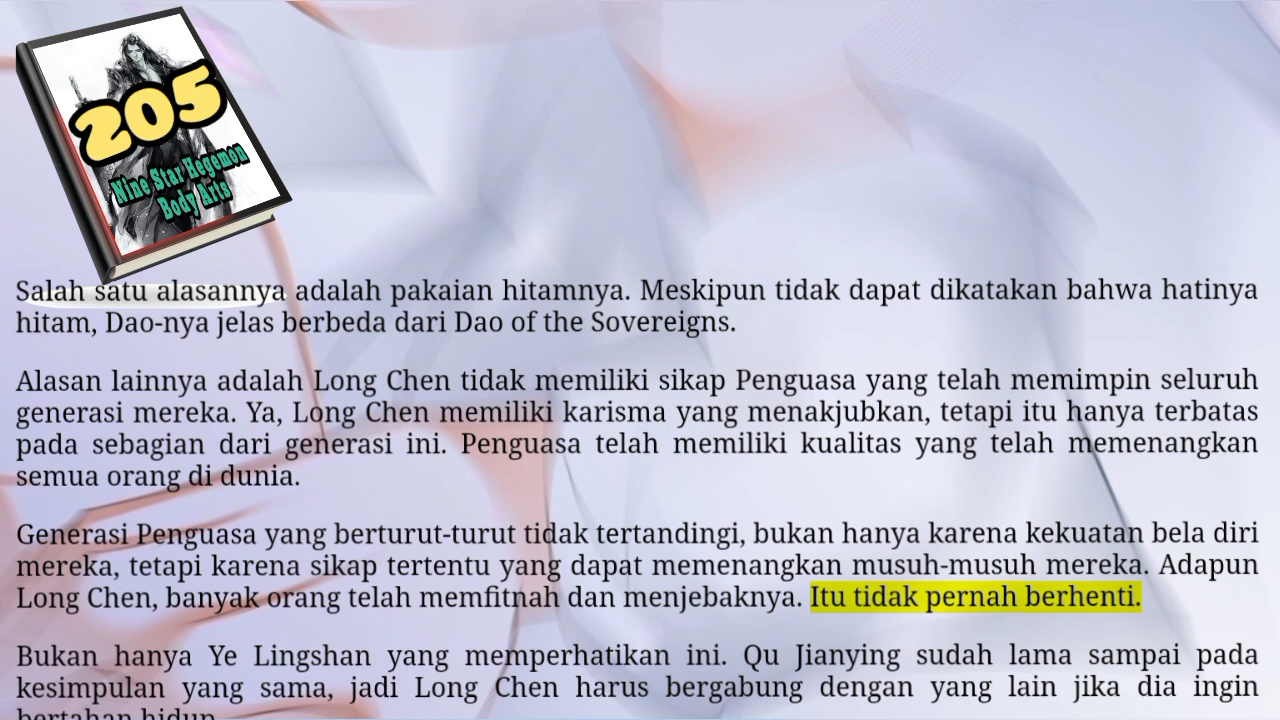 205
Nine Star Hegemon
Body Arts
Salah satu alasannya adalah pakaian hitamnya. Meskipun tidak dapat dikatakan bahwa hatinya
hitam, Dao-nya jelas berbeda dari Dao of the Sovereigns.
Alasan lainnya adalah Long Chen tidak memiliki sikap Penguasa yang telah memimpin seluruh
generasi mereka. Ya, Long Chen memiliki karisma yang menakjubkan, tetapi itu hanya terbatas
pada sebagian dari generasi ini. Penguasa telah memiliki kualitas yang telah memenangkan
semua orang di dunia.
Generasi Penguasa yang berturut-turut tidak tertandingi, bukan hanya karena kekuatan bela diri
mereka, tetapi karena sikap tertentu yang dapat memenangkan musuh-musuh mereka. Adapun
Long Chen, banyak orang telah memfitnah dan menjebaknya. Itu tidak pernah berhenti.
Bukan hanya Ye Lingshan yang memperhatikan ini. Qu Jianying sudah lama sampai pada
kesimpulan yang sama, jadi Long Chen harus bergabung dengan yang lain jika dia ingin
bertahan hidup.